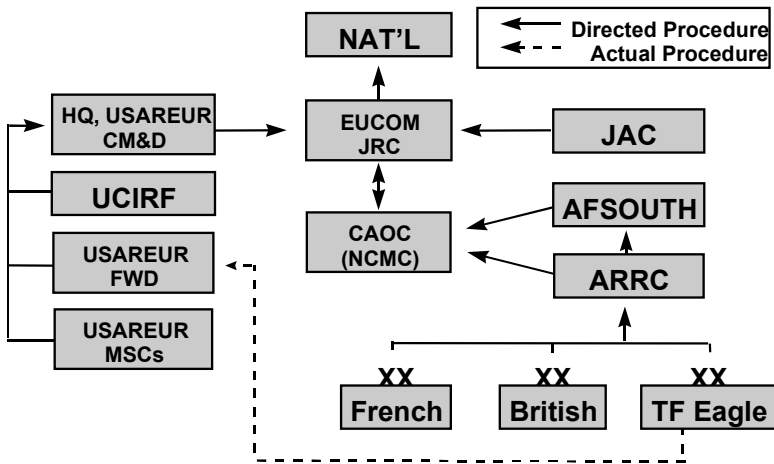 NAT'L
Directed Procedure
Actual Procedure
HQ, USAREUR
CM&D
EUCOM
JRC
JAC
UCIRF
AFSOUTH
CAOC
(NCMC)
USAREUR
FWD
ARRC
USAREUR
MSCs
XX
XX
XX
French
British
TF Eagle